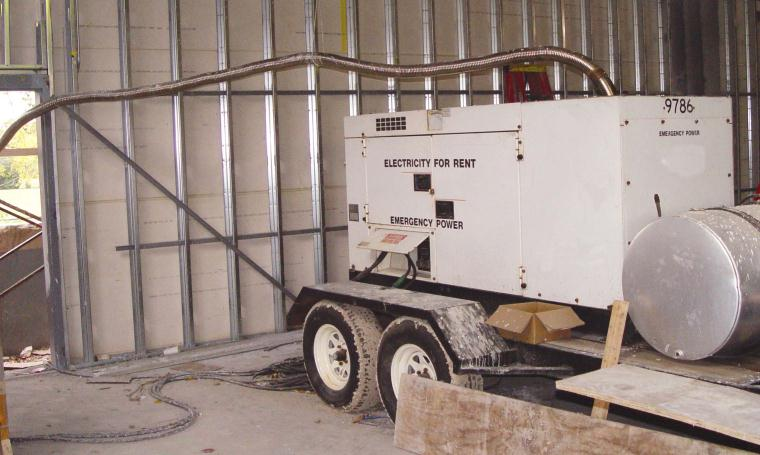 9786
EMERGENCY POWER
ELECTRICITY FOR RENT
EMERGENCY POWER